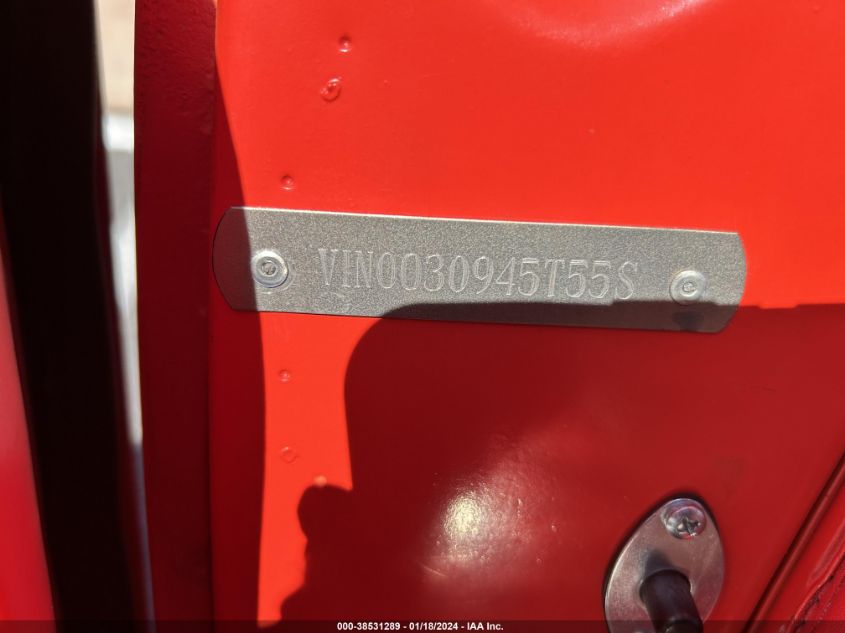 VIN0030945T55S
000-38531289 - 01/18/2024 - IAA Inc.